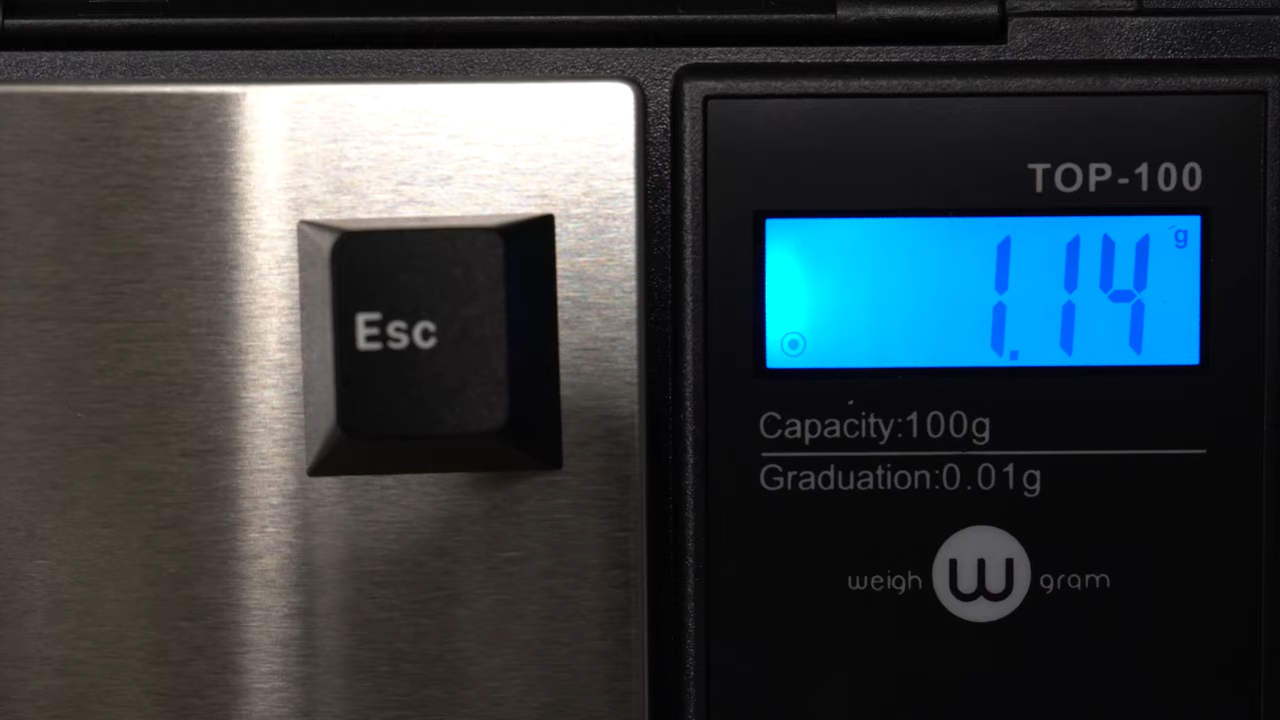 Esc
TOP-100
1.14 g
Capacity:100g
Graduation:0.01g
weigh W gram